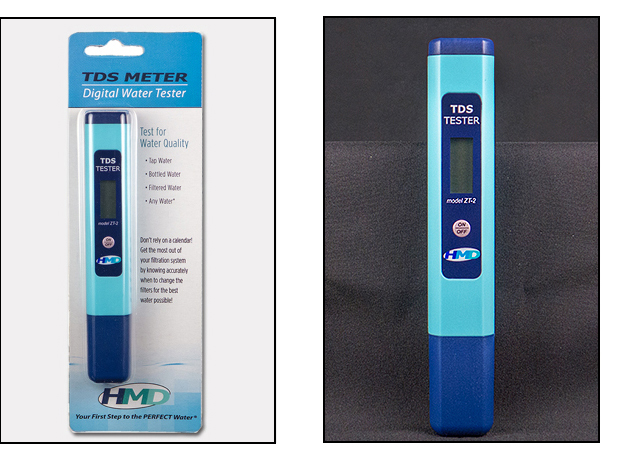 TDS METER
Digital Water Tester
Test for
Water Quality
• Tap Water
• Bottled Water
• Filtered Water
• Any Water*
Don't rely on a calendar!
Get the most out of
your filtration system
by knowing accurately
when to change the
filters for the best
water possible!
TDS
TESTER
model ZT-2
ON
OFF
HMD
HMD
Your First Step to the PERFECT Water*
TDS
TESTER
model ZT-2
ON
OFF
HMD